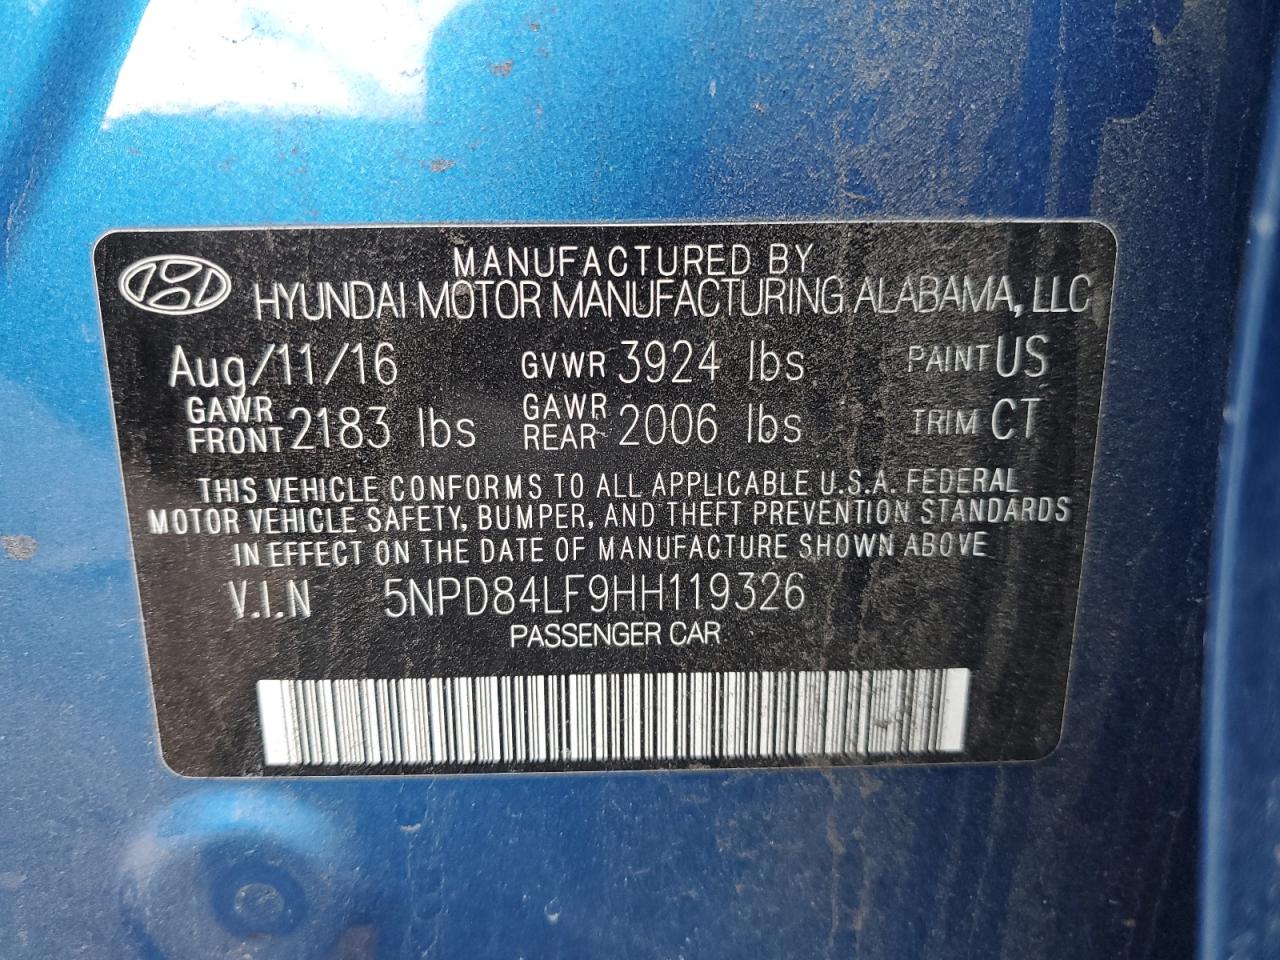 MANUFACTURED BY
HYUNDAI MOTOR MANUFACTURING ALABAMA, LLC
Aug/11/16 GVWR 3924 lbs PAINT US
GAWR FRONT 2183 lbs GAWR REAR 2006 lbs TRIM CT
THIS VEHICLE CONFORMS TO ALL APPLICABLE U.S.A. FEDERAL
MOTOR VEHICLE SAFETY, BUMPER, AND THEFT PREVENTION STANDARDS
IN EFFECT ON THE DATE OF MANUFACTURE SHOWN ABOVE
V.I.N 5NPD84LF9HH119326
PASSENGER CAR